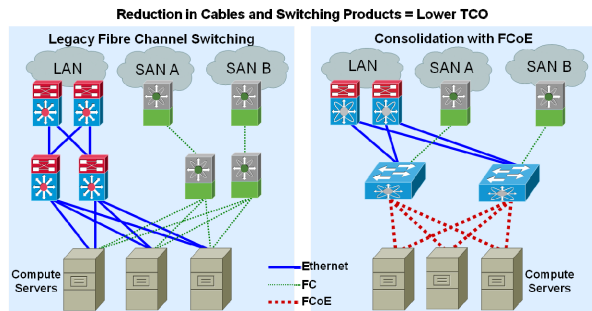 Reduction in Cables and Switching Products = Lower TCO
Legacy Fibre Channel Switching
LAN
SAN A
SAN B
Compute
Servers
Consolidation with FCoE
LAN
SAN A
SAN B
Compute
Servers
Ethernet
FC
FCoE